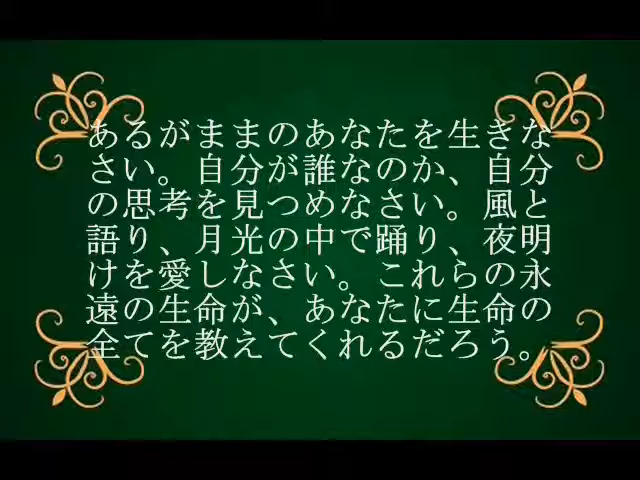 あるがままのあなたを生きな
さい。自分が誰なのか、自分
の思考を見つめなさい。風と
語り、月光の中で踊り、夜明
けを愛しなさい。これらの永
遠の生命が、あなたに生命の
全てを教えてくれるだろう。